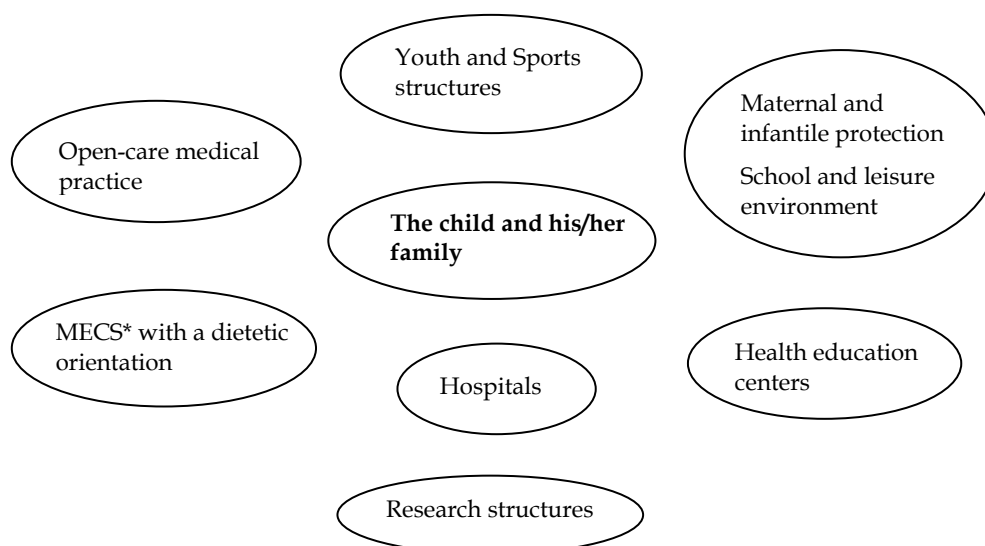 Youth and Sports
structures
Maternal and
infantile protection
School and leisure
environment
Open-care medical
practice
The child and his/her
family
MECS* with a dietetic
orientation
Health education
centers
Hospitals
Research structures